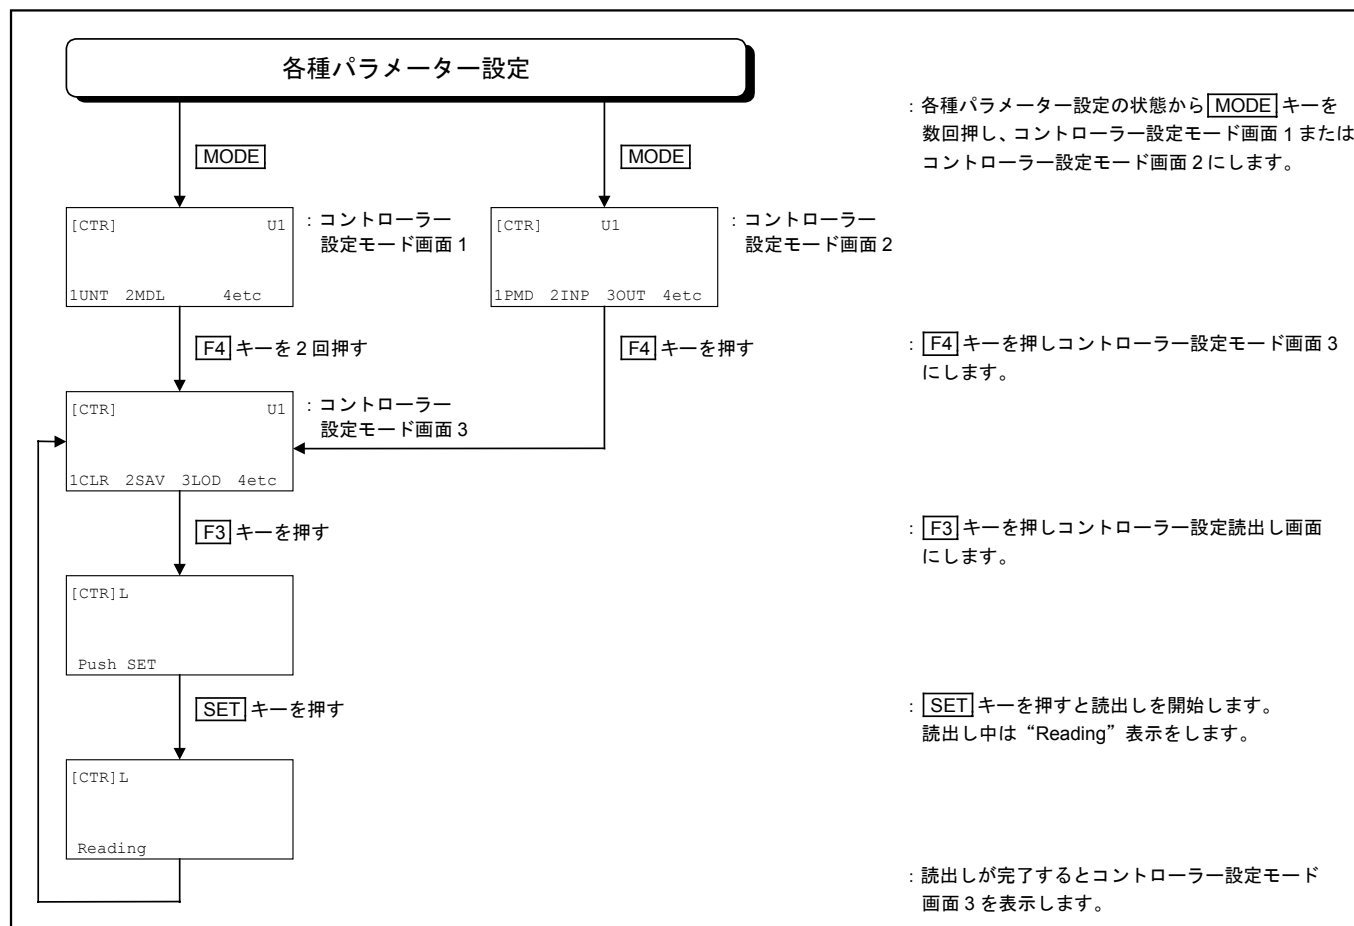 各種パラメーター設定
: 各種パラメーター設定の状態から MODE キーを
数回押し、コントローラー設定モード画面 1 または
コントローラー設定モード画面 2 にします。
MODE
MODE
[CTR] U1
1UNT 2MDL 4etc
: コントローラー
設定モード画面 1
[CTR] U1
1PMD 2INP 3OUT 4etc
: コントローラー
設定モード画面 2
F4 キーを 2 回押す
F4 キーを押す
: F4 キーを押しコントローラー設定モード画面 3
にします。
[CTR] U1
1CLR 2SAV 3LOD 4etc
: コントローラー
設定モード画面 3
F3 キーを押す
: F3 キーを押しコントローラー設定読出し画面
にします。
[CTR]L
Push SET
SET キーを押す
: SET キーを押すと読出しを開始します。
読出し中は“Reading”表示をします。
[CTR]L
Reading
: 読出しが完了するとコントローラー設定モード
画面 3 を表示します。